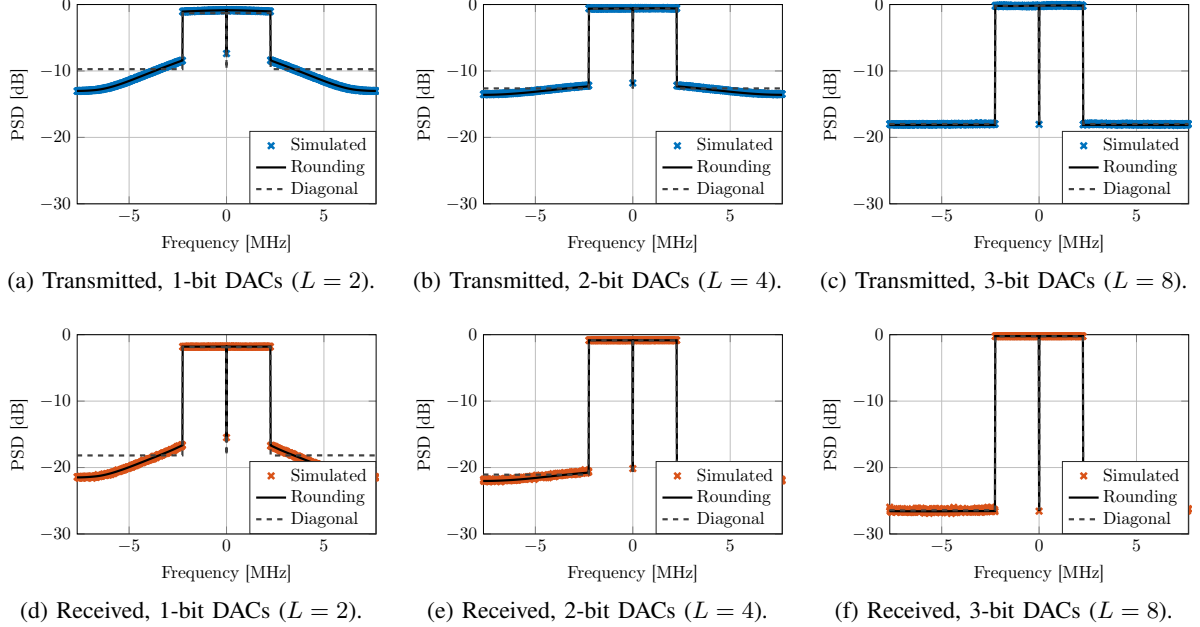 0
−10
−20
−30
PSD [dB]
−5
0
5
Frequency [MHz]
Simulated
Rounding
Diagonal
(a) Transmitted, 1-bit DACs (L = 2).
0
−10
−20
−30
PSD [dB]
−5
0
5
Frequency [MHz]
Simulated
Rounding
Diagonal
(b) Transmitted, 2-bit DACs (L = 4).
0
−10
−20
−30
PSD [dB]
−5
0
5
Frequency [MHz]
Simulated
Rounding
Diagonal
(c) Transmitted, 3-bit DACs (L = 8).
0
−10
−20
−30
PSD [dB]
−5
0
5
Frequency [MHz]
Simulated
Rounding
Diagonal
(d) Received, 1-bit DACs (L = 2).
0
−10
−20
−30
PSD [dB]
−5
0
5
Frequency [MHz]
Simulated
Rounding
Diagonal
(e) Received, 2-bit DACs (L = 4).
0
−10
−20
−30
PSD [dB]
−5
0
5
Frequency [MHz]
Simulated
Rounding
Diagonal
(f) Received, 3-bit DACs (L = 8).